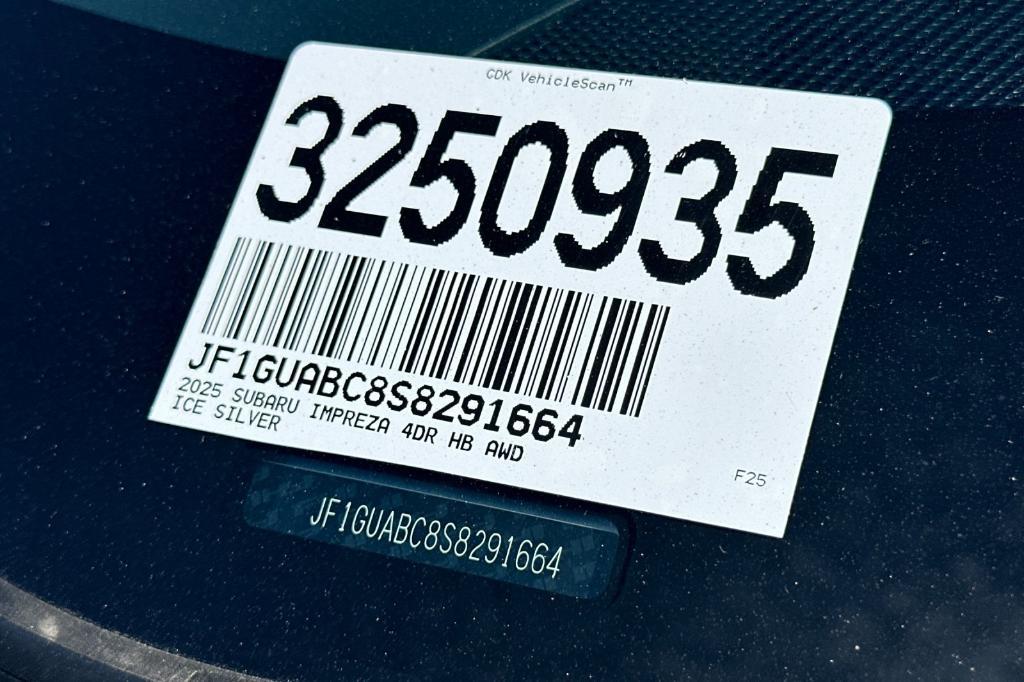 CDK VehicleScan™
3250935
JF1GUABC8S8291664
2025 SUBARU IMPREZA 4DR HB AWD
ICE SILVER
F25
JF1GUABC8S8291664